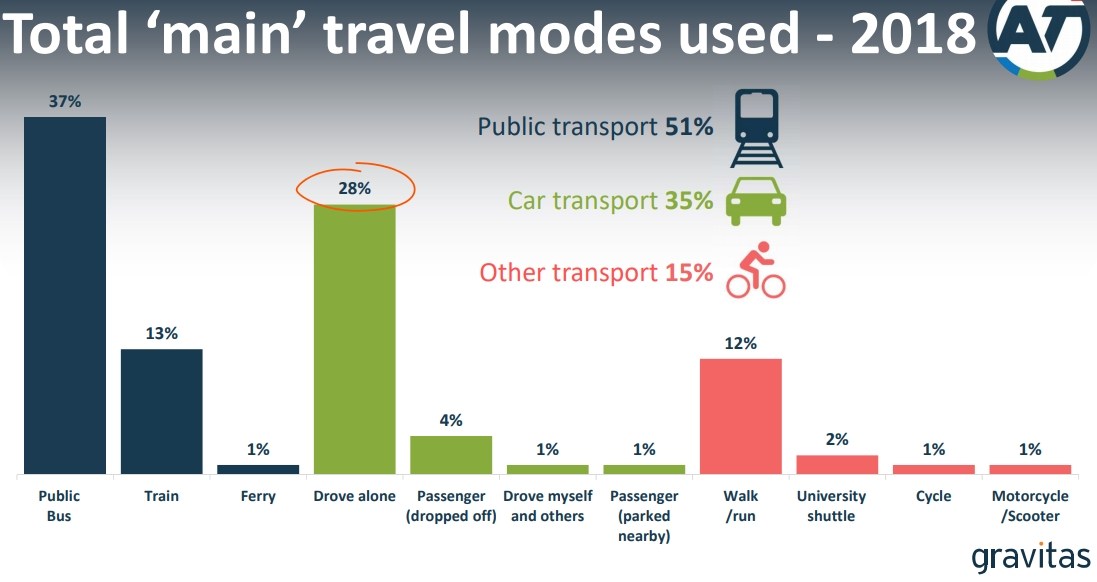 Total ‘main’ travel modes used - 2018
AT
37%
Public transport 51%
28%
Car transport 35%
Other transport 15%
13%
12%
4%
2%
1%
1%
1%
1%
1%
Public
Bus
Train
Ferry
Drove alone
Passenger
(dropped off)
Drove myself
and others
Passenger
(parked
nearby)
Walk
/run
University
shuttle
Cycle
Motorcycle
/Scooter
gravitas